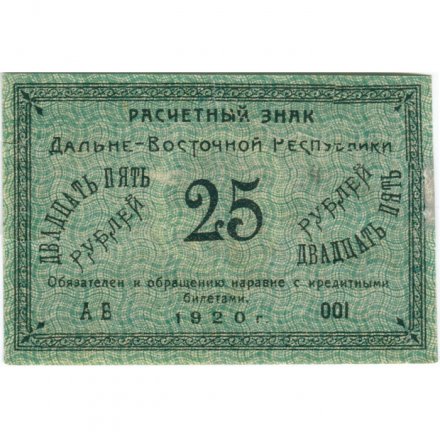 РАСЧЕТНЫЙ ЗНАК
ДАЛЬНЕ-ВОСТОЧНОЙ РЕСПУБЛИКИ
ДВАДЦАТЬ ПЯТЬ
РУБЛЕЙ
25
РУБЛЕЙ
ДВАДЦАТЬ ПЯТЬ
Обязателен к обращению наравне с кредитными
билетами.
АВ 001
1920 г.